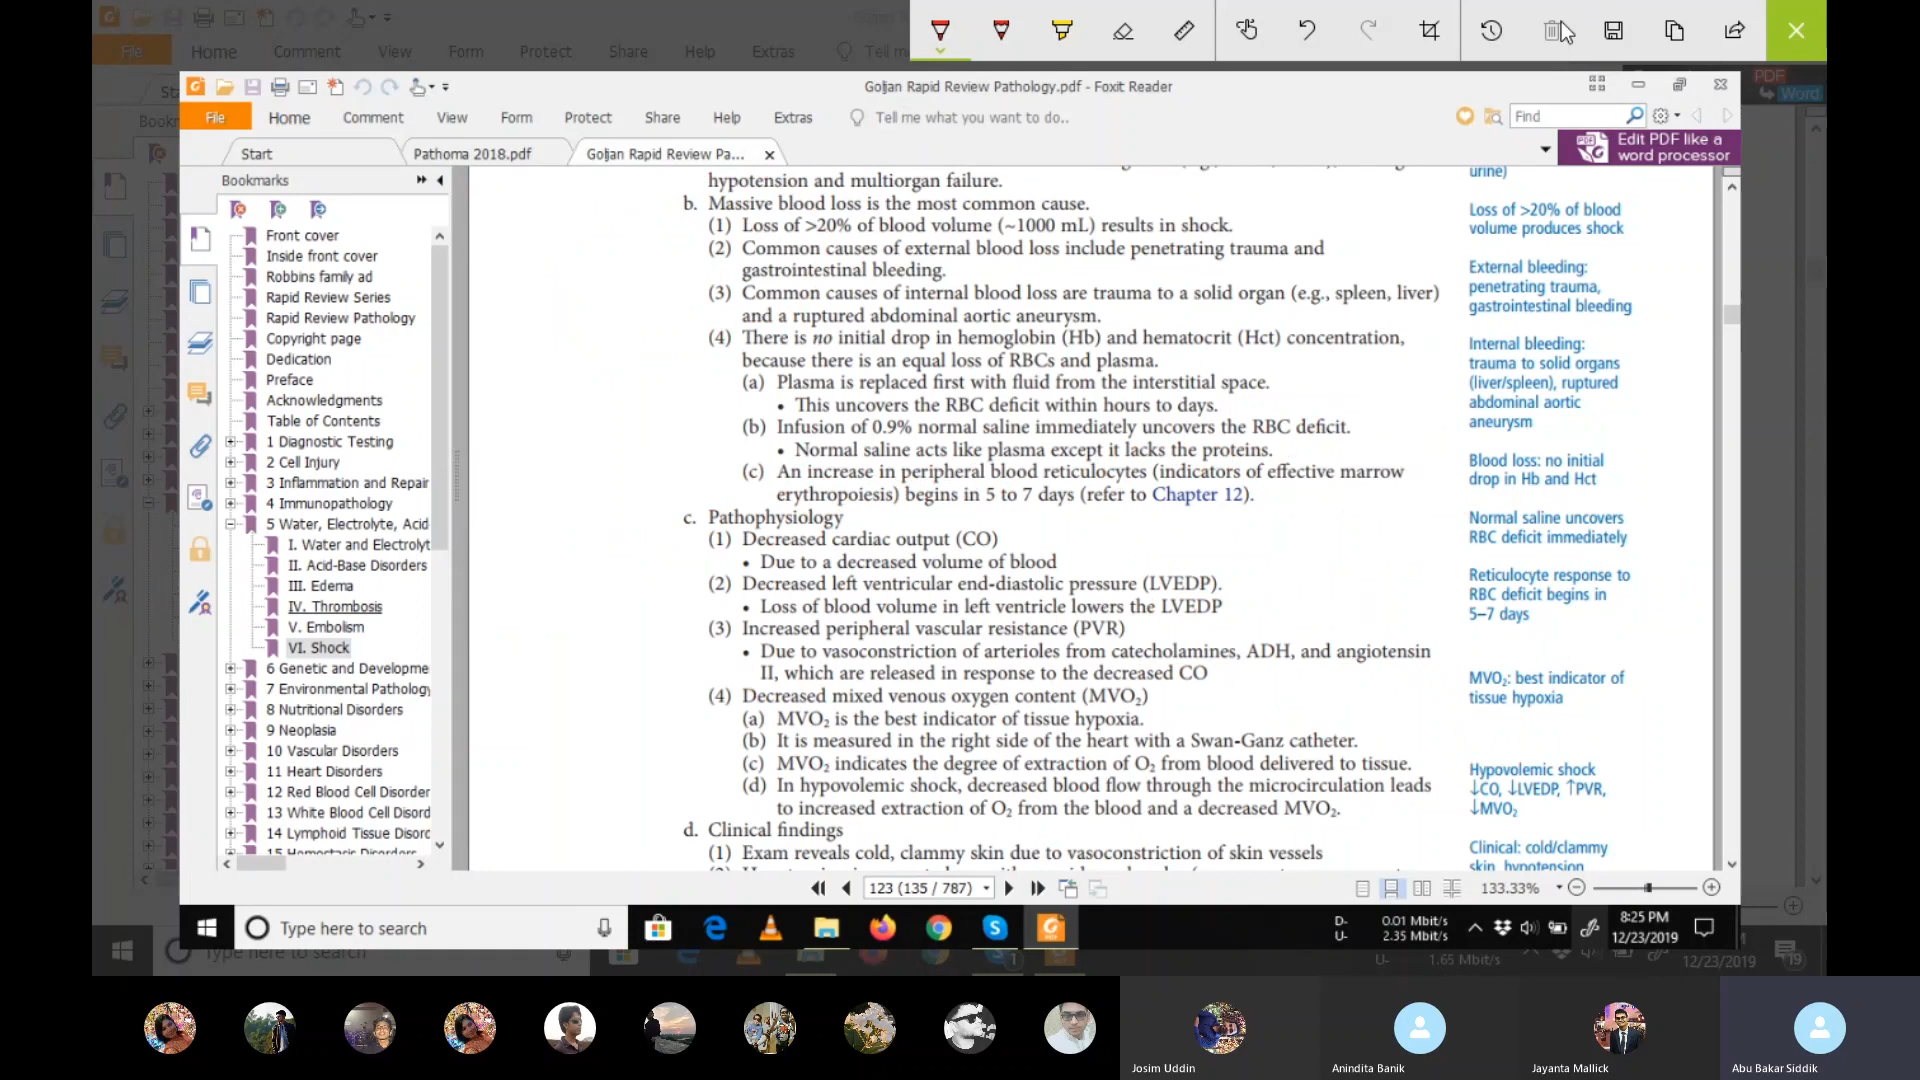 File Home Comment View Form Protect Share Help Extras
Goljan Rapid Review Pathology.pdf - Foxit Reader
File Home Comment View Form Protect Share Help Extras Tell me what you want to do.. Find
Start Pathoma 2018.pdf Goljan Rapid Review Pa...
Edit PDF like a
word processor
PDF
Word
Bookmarks
Front cover
Inside front cover
Robbins family ad
Rapid Review Series
Rapid Review Pathology
Copyright page
Dedication
Preface
Acknowledgments
Table of Contents
1 Diagnostic Testing
2 Cell Injury
3 Inflammation and Repair
4 Immunopathology
5 Water, Electrolyte, Acid
I. Water and Electrolyt
II. Acid-Base Disorders
III. Edema
IV. Thrombosis
V. Embolism
VI. Shock
6 Genetic and Developme
7 Environmental Pathology
8 Nutritional Disorders
9 Neoplasia
10 Vascular Disorders
11 Heart Disorders
12 Red Blood Cell Disorder
13 White Blood Cell Disord
14 Lymphoid Tissue Disord
hypotension and multiorgan failure.
b. Massive blood loss is the most common cause.
(1) Loss of >20% of blood volume (~1000 mL) results in shock.
(2) Common causes of external blood loss include penetrating trauma and
gastrointestinal bleeding.
(3) Common causes of internal blood loss are trauma to a solid organ (e.g., spleen, liver)
and a ruptured abdominal aortic aneurysm.
(4) There is no initial drop in hemoglobin (Hb) and hematocrit (Hct) concentration,
because there is an equal loss of RBCs and plasma.
(a) Plasma is replaced first with fluid from the interstitial space.
• This uncovers the RBC deficit within hours to days.
(b) Infusion of 0.9% normal saline immediately uncovers the RBC deficit.
• Normal saline acts like plasma except it lacks the proteins.
(c) An increase in peripheral blood reticulocytes (indicators of effective marrow
erythropoiesis) begins in 5 to 7 days (refer to Chapter 12).
c. Pathophysiology
(1) Decreased cardiac output (CO)
• Due to a decreased volume of blood
(2) Decreased left ventricular end-diastolic pressure (LVEDP).
• Loss of blood volume in left ventricle lowers the LVEDP
(3) Increased peripheral vascular resistance (PVR)
• Due to vasoconstriction of arterioles from catecholamines, ADH, and angiotensin
II, which are released in response to the decreased CO
(4) Decreased mixed venous oxygen content (MVO₂)
(a) MVO₂ is the best indicator of tissue hypoxia.
(b) It is measured in the right side of the heart with a Swan-Ganz catheter.
(c) MVO₂ indicates the degree of extraction of O₂ from blood delivered to tissue.
(d) In hypovolemic shock, decreased blood flow through the microcirculation leads
to increased extraction of O₂ from the blood and a decreased MVO₂.
d. Clinical findings
(1) Exam reveals cold, clammy skin due to vasoconstriction of skin vessels
urine)
Loss of >20% of blood
volume produces shock
External bleeding:
penetrating trauma,
gastrointestinal bleeding
Internal bleeding:
trauma to solid organs
(liver/spleen), ruptured
abdominal aortic
aneurysm
Blood loss: no initial
drop in Hb and Hct
Normal saline uncovers
RBC deficit immediately
Reticulocyte response to
RBC deficit begins in
5–7 days
MVO₂: best indicator of
tissue hypoxia
Hypovolemic shock
↓CO, ↓LVEDP, ↑PVR,
↓MVO₂
Clinical: cold/clammy
skin, hypotension
123 (135 / 787) 133.33%
Type here to search
D- 0.01 Mbit/s
U- 2.35 Mbit/s
8:25 PM
12/23/2019
Type here to search
U- 1.65 Mbit/s
12/23/2019
19
Josim Uddin Anindita Banik Jayanta Mallick Abu Bakar Siddik